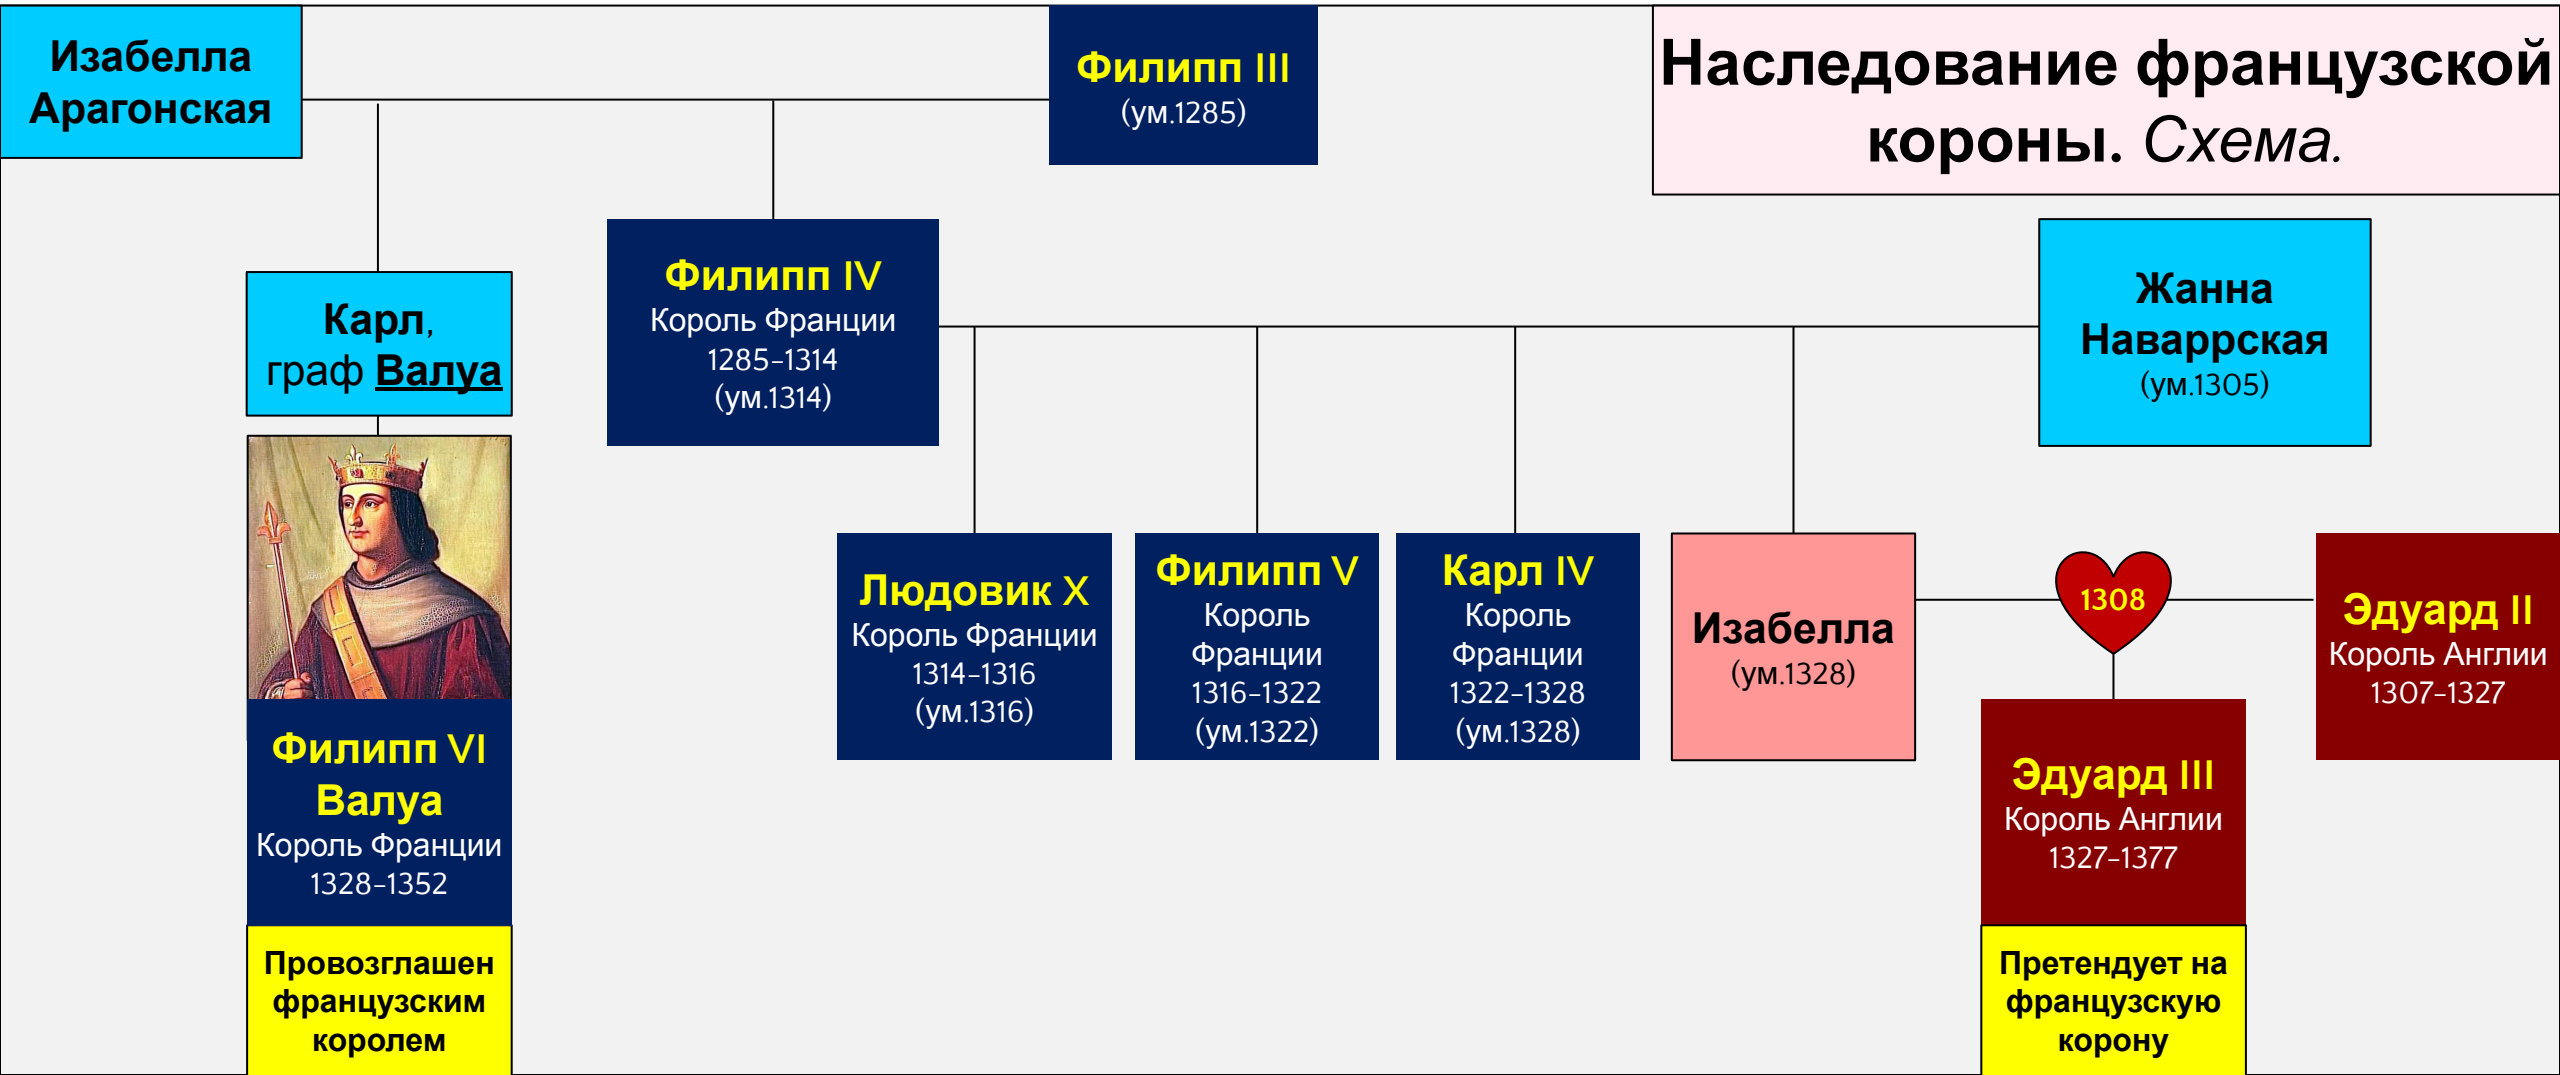 Изабелла
Арагонская
Филипп III
(ум.1285)
Наследование французской
короны. Схема.
Карл,
граф Валуа
Филипп IV
Король Франции
1285-1314
(ум.1314)
Жанна
Наваррская
(ум.1305)
Людовик X
Король Франции
1314-1316
(ум.1316)
Филипп V
Король
Франции
1316-1322
(ум.1322)
Карл IV
Король
Франции
1322-1328
(ум.1328)
Изабелла
(ум.1328)
1308
Эдуард II
Король Англии
1307-1327
Филипп VI
Валуа
Король Франции
1328-1352
Эдуард III
Король Англии
1327-1377
Провозглашен
французским
королем
Претендует на
французскую
корону